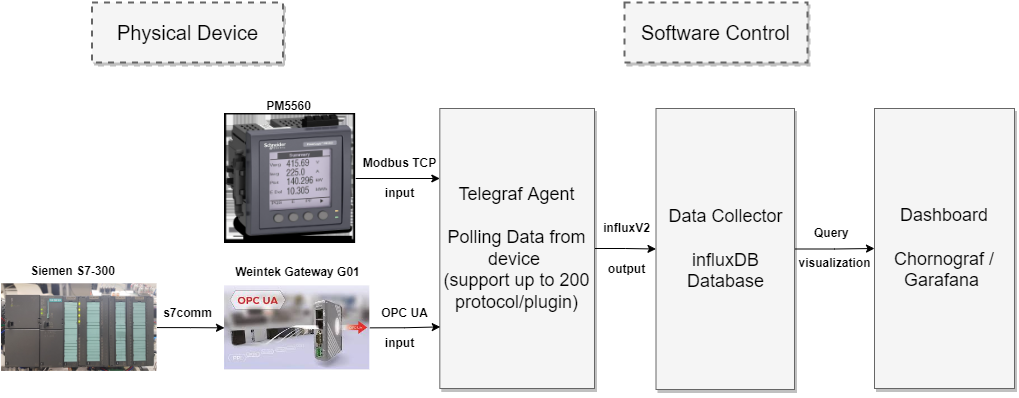 Physical Device
Software Control
PM5560
Schneider
Summary
415.69
225.0
140.296
10.305
Modbus TCP
input
Telegraf Agent
Polling Data from
device
(support up to 200
protocol/plugin)
influxV2
output
Data Collector
influxDB
Database
Query
visualization
Dashboard
Chornograf /
Garafana
Siemen S7-300
s7comm
Weintek Gateway G01
OPC UA
OPC UA
input